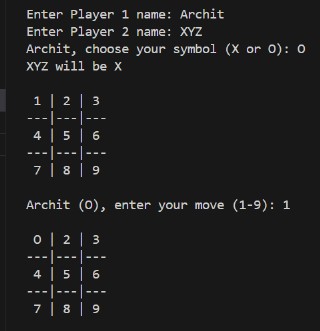 Enter Player 1 name: Archit
Enter Player 2 name: XYZ
Archit, choose your symbol (X or O): O
XYZ will be X
1 | 2 | 3
---|---|---
4 | 5 | 6
---|---|---
7 | 8 | 9
Archit (O), enter your move (1-9): 1
O | 2 | 3
---|---|---
4 | 5 | 6
---|---|---
7 | 8 | 9